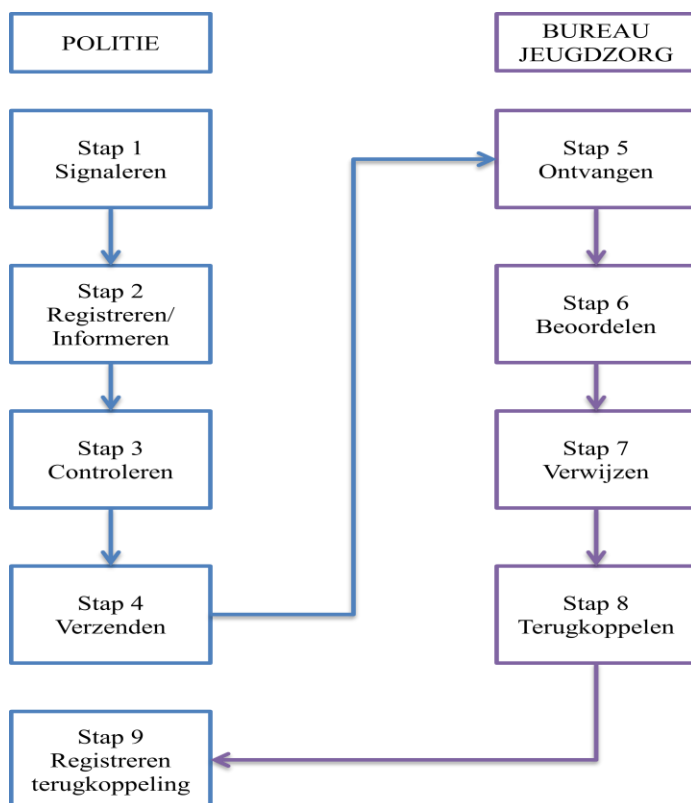 POLITIE
BUREAU
JEUGDZORG
Stap 1
Signaleren
Stap 2
Registreren/
Informeren
Stap 3
Controleren
Stap 4
Verzenden
Stap 5
Ontvangen
Stap 6
Beoordelen
Stap 7
Verwijzen
Stap 8
Terugkoppelen
Stap 9
Registreren
terugkoppeling